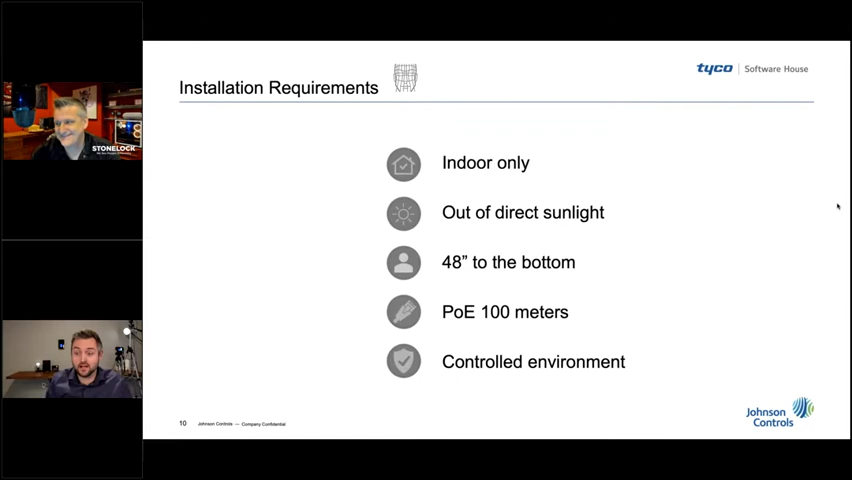 Installation Requirements
tyco | Software House
Indoor only
Out of direct sunlight
48” to the bottom
PoE 100 meters
Controlled environment
STONELOCK
10
Johnson Controls — Company Confidential
Johnson
Controls